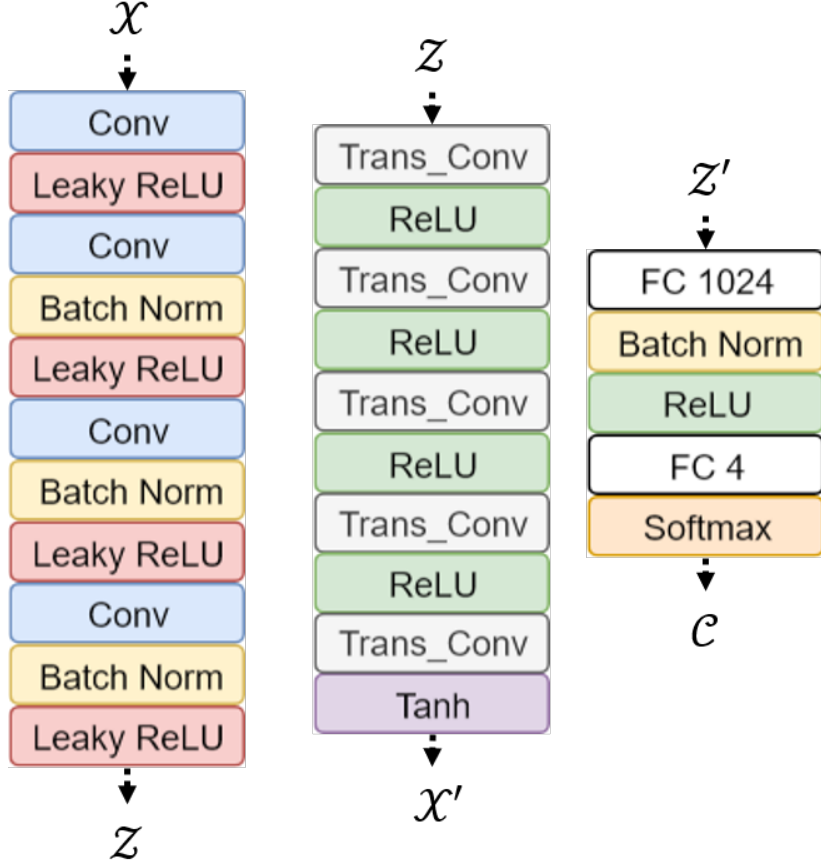 𝒳
Conv
Leaky ReLU
Conv
Batch Norm
Leaky ReLU
Conv
Batch Norm
Leaky ReLU
Conv
Batch Norm
Leaky ReLU
𝒵
𝒵
Trans_Conv
ReLU
Trans_Conv
ReLU
Trans_Conv
ReLU
Trans_Conv
ReLU
Trans_Conv
Tanh
𝒳′
𝒵′
FC 1024
Batch Norm
ReLU
FC 4
Softmax
𝒞